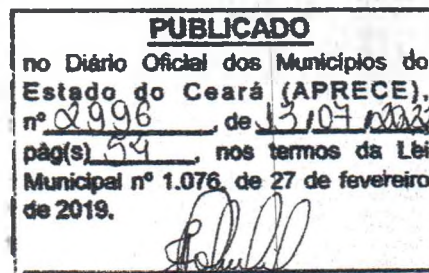 PUBLICADO
no Diário Oficial dos Municípios do
Estado do Ceará (APRECE),
nº 2996, de 13/07/2022
pág(s) 54, nos termos da Lei
Municipal nº 1.076, de 27 de fevereiro
de 2019.